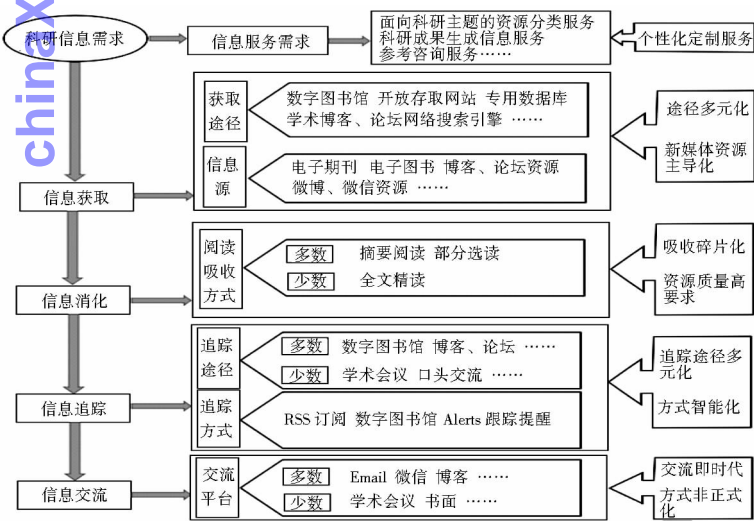 chinax
科研信息需求
信息服务需求
面向科研主题的资源分类服务
科研成果生成信息服务
参考咨询服务……
个性化定制服务
获取
途径
数字图书馆 开放存取网站 专用数据库
学术博客、论坛网络搜索引擎 ……
信息
源
电子期刊 电子图书 博客、论坛资源
微博、微信资源 ……
途径多元化
新媒体资源
主导化
信息获取
阅读
吸收
方式
多数 摘要阅读 部分选读
少数 全文精读
吸收碎片化
资源质量高
要求
信息消化
追踪
途径
多数 数字图书馆 博客、论坛 ……
少数 学术会议 口头交流 ……
追踪
方式
RSS 订阅 数字图书馆 Alerts 跟踪提醒
追踪途径多
元化
方式智能化
信息追踪
交流
平台
多数 Email 微信 博客 ……
少数 学术会议 书面 ……
交流即时代
方式非正式
化
信息交流